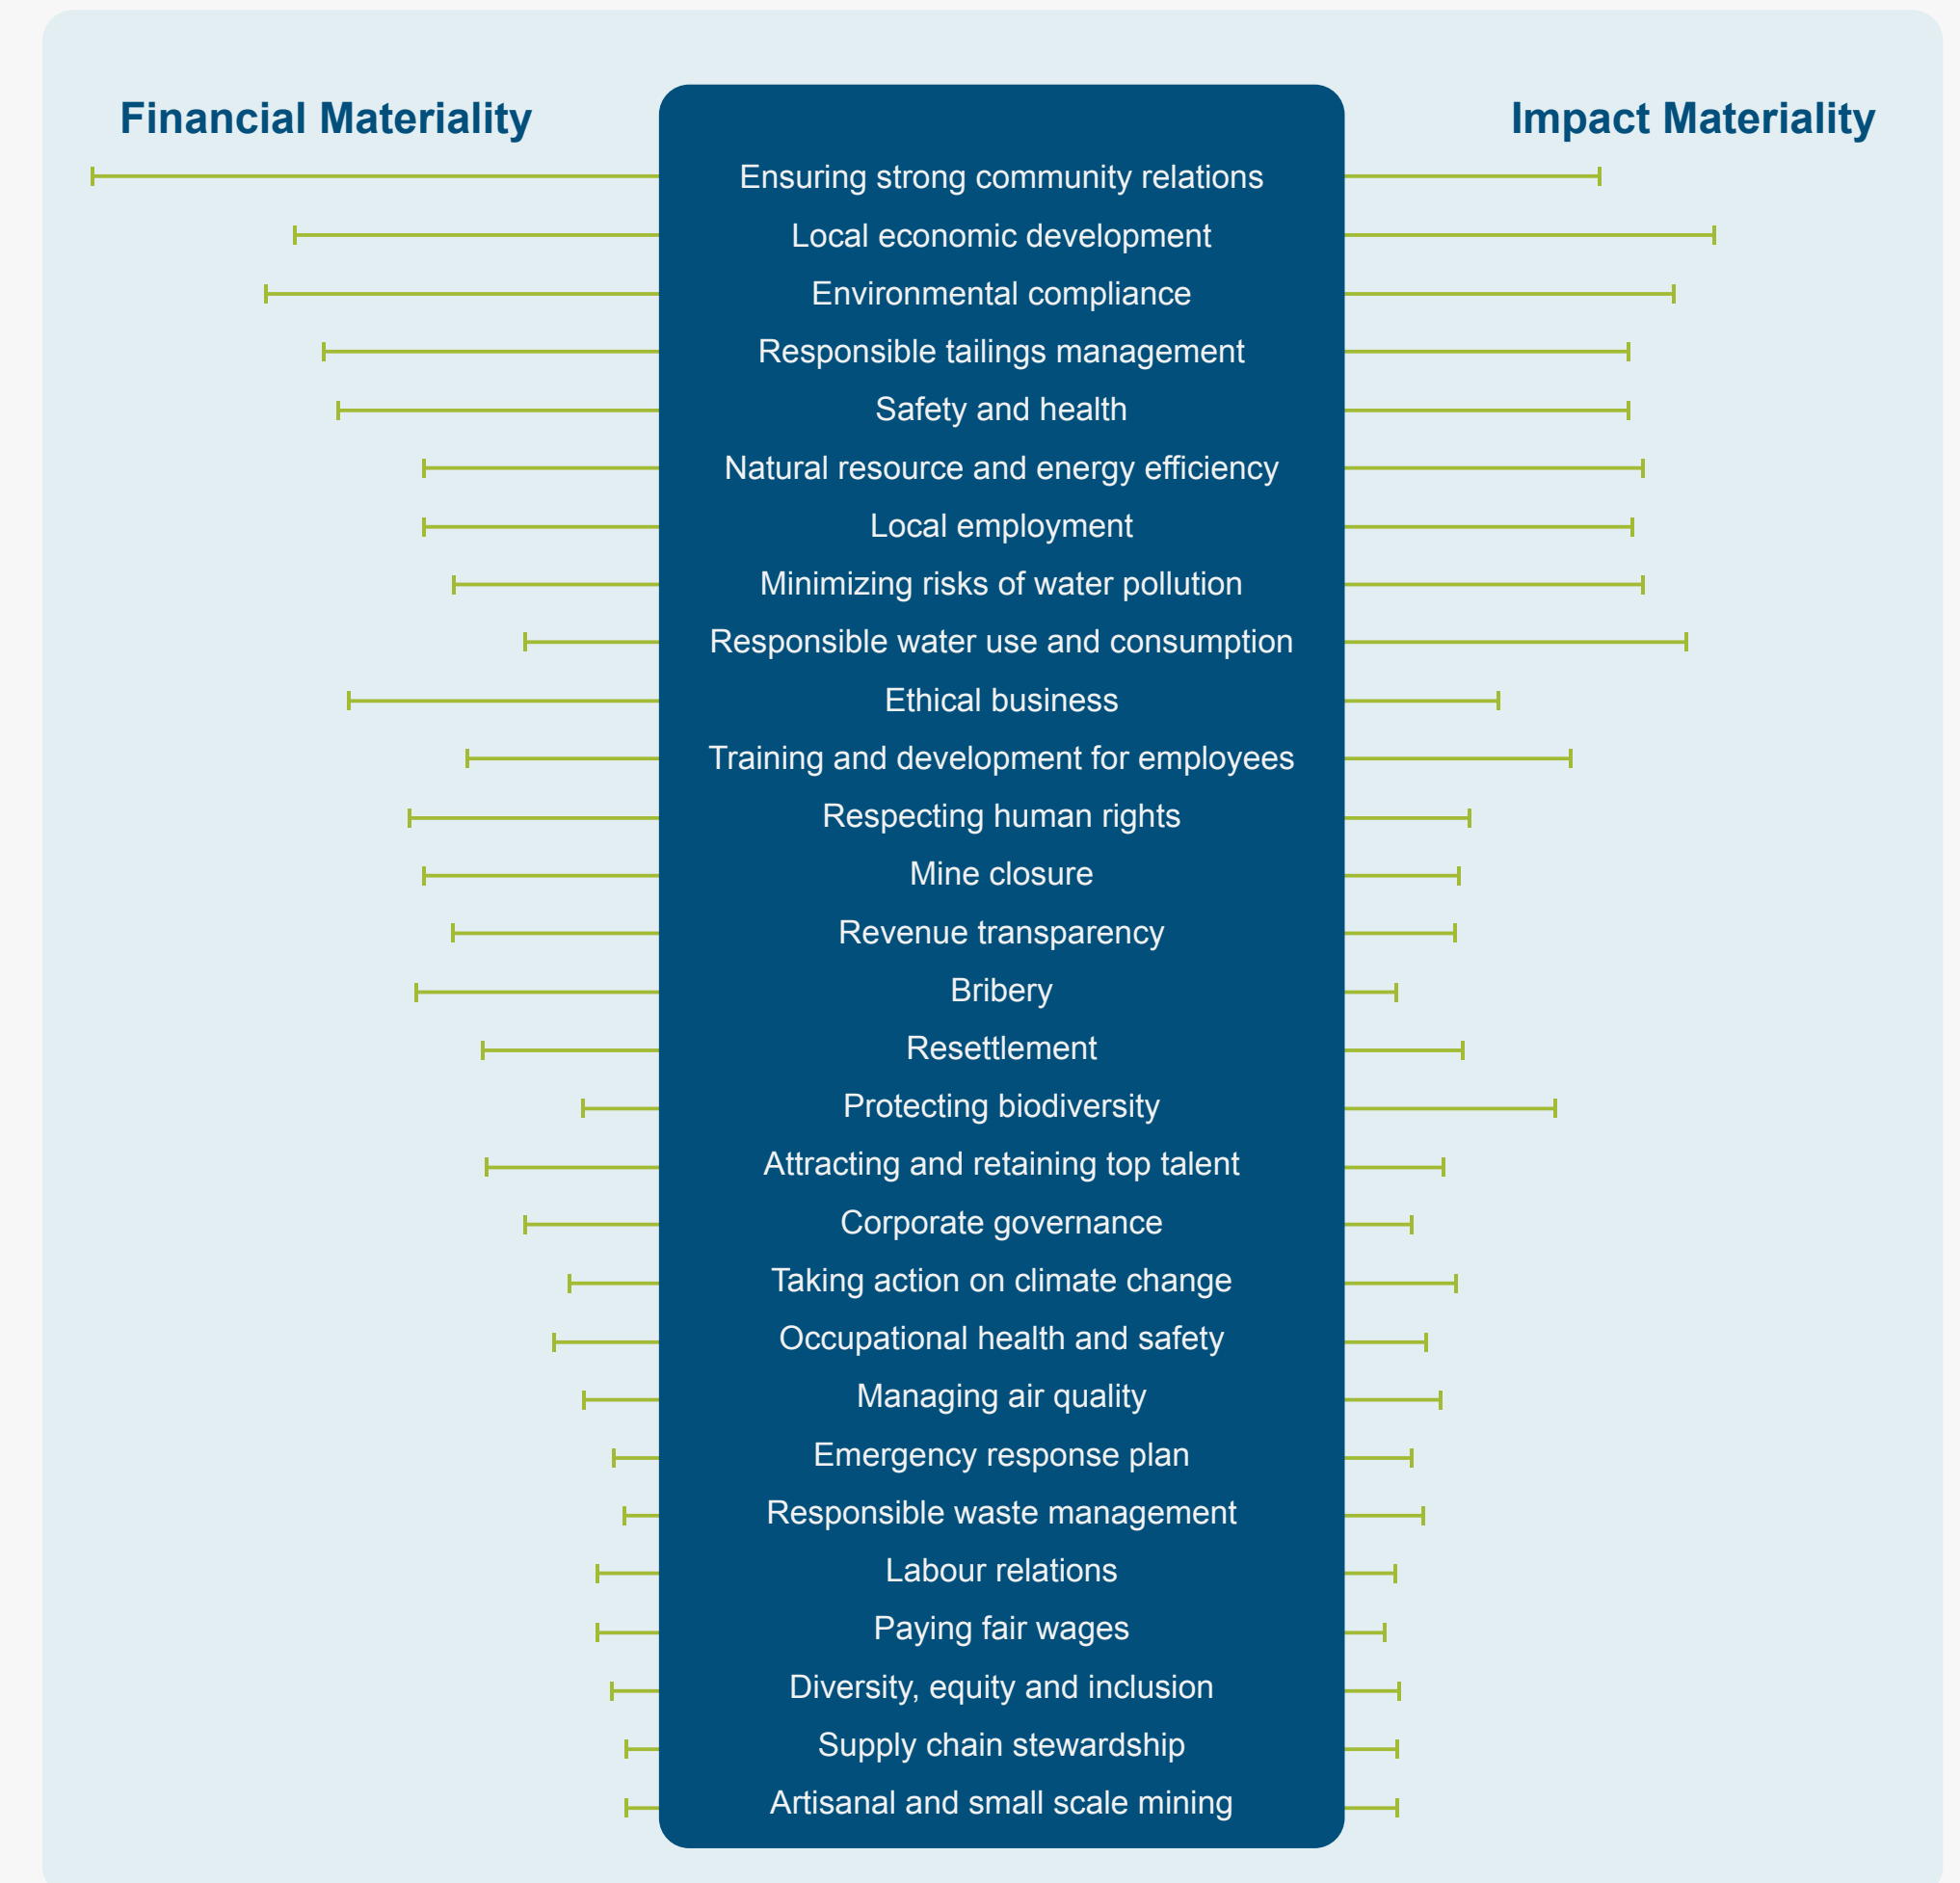 Financial Materiality
Impact Materiality
Ensuring strong community relations
Local economic development
Environmental compliance
Responsible tailings management
Safety and health
Natural resource and energy efficiency
Local employment
Minimizing risks of water pollution
Responsible water use and consumption
Ethical business
Training and development for employees
Respecting human rights
Mine closure
Revenue transparency
Bribery
Resettlement
Protecting biodiversity
Attracting and retaining top talent
Corporate governance
Taking action on climate change
Occupational health and safety
Managing air quality
Emergency response plan
Responsible waste management
Labour relations
Paying fair wages
Diversity, equity and inclusion
Supply chain stewardship
Artisanal and small scale mining